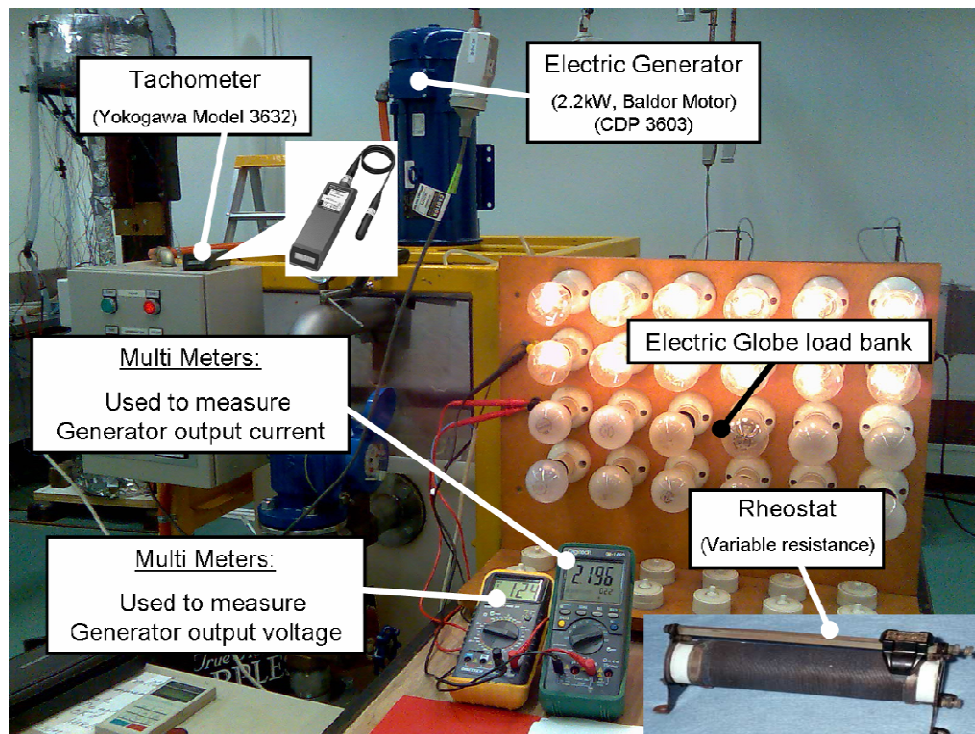 Tachometer
(Yokogawa Model 3632)
Electric Generator
(2.2kW, Baldor Motor)
(CDP 3603)
Multi Meters:
Used to measure
Generator output current
Electric Globe load bank
Rheostat
(Variable resistance)
Multi Meters:
Used to measure
Generator output voltage
124
2196
True